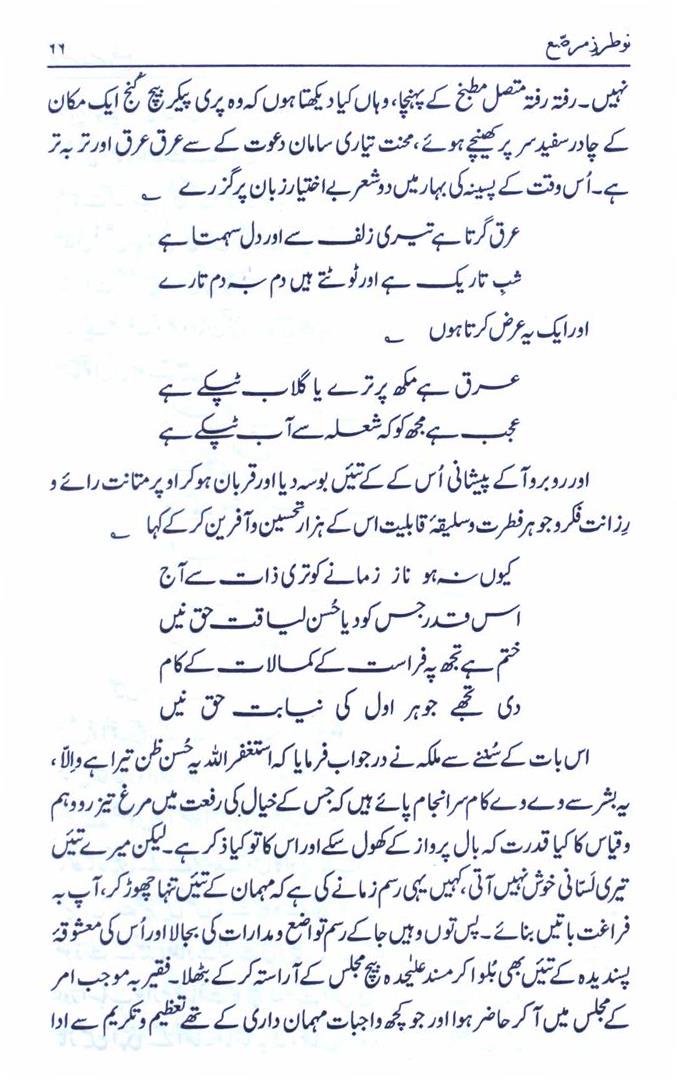 نو طرزِ مرصّع ۶۶
نہیں۔ رفتہ رفتہ متصل مطبخ کے پہنچا، وہاں کیا دیکھتا ہوں کہ وہ پری پیکر بیچ کُنج ایک مکان
کے چادر سفید سر پر کھینچے ہوئے، محنت تیاری سامان دعوت کے سے عرق عرق اور تر بہ تر
ہے۔ اُس وقت کے پسینہ کی بہار میں دو شعر بے اختیار زبان پر گزرے ؎
عرق گرتا ہے تیری زلف سے اور دل سہمتا ہے
شبِ تاریک ہے اور ٹوٹتے ہیں دم بہ دم تارے
اور ایک یہ عرض کرتا ہوں ؎
عرق ہے مکھ پر ترے یا گلاب ٹپکے ہے
عجب ہے مجھ کو کہ شعلہ سے آب ٹپکے ہے
اور روبرو آکے پیشانی اُس کے کے تئیں بوسہ دیا اور قربان ہو کر اوپر متانت رائے و
رِزانت فکر و جوہر فطرت و سلیقۂ قابلیت اس کے ہزار تحسین و آفرین کر کے کہا ؎
کیوں نہ ہو ناز زمانے کو تری ذات سے آج
اس قدر جس کو دیا حُسن لیاقت حق نیں
ختم ہے تجھ پہ فراست کے کمالات کے کام
دی تجھے جوہر اول کی نیابت حق نیں
اس بات کے سُننے سے ملکہ نے در جواب فرمایا کہ استغفر اللہ یہ حُسن ظن تیرا ہے والّا،
یہ بشر سے وے وے کام سرانجام پائے ہیں کہ جس کے خیال کی رفعت میں مرغ تیز رو وہم
و قیاس کا کیا قدرت کہ بال پرواز کے کھول سکے اور اس کا تو کیا ذکر ہے۔ لیکن میرے تئیں
تیری لَسّانی خوش نہیں آتی، کہیں یہی رسم زمانے کی ہے کہ مہمان کے تئیں تنہا چھوڑ کر، آپ بہ
فراغت باتیں بنائے۔ پس توں وہیں جا کے رسم تواضع و مدارات کی بجالا اور اُس کی معشوقۂ
پسندیدہ کے تئیں بھی بُلوا کر مسند علیٰحدہ بیچ مجلس کے آراستہ کر کے بٹھلا۔ فقیر بہ موجب امر
کے مجلس میں آکر حاضر ہوا اور جو کچھ واجبات مہمان داری کے تھے تعظیم و تکریم سے ادا